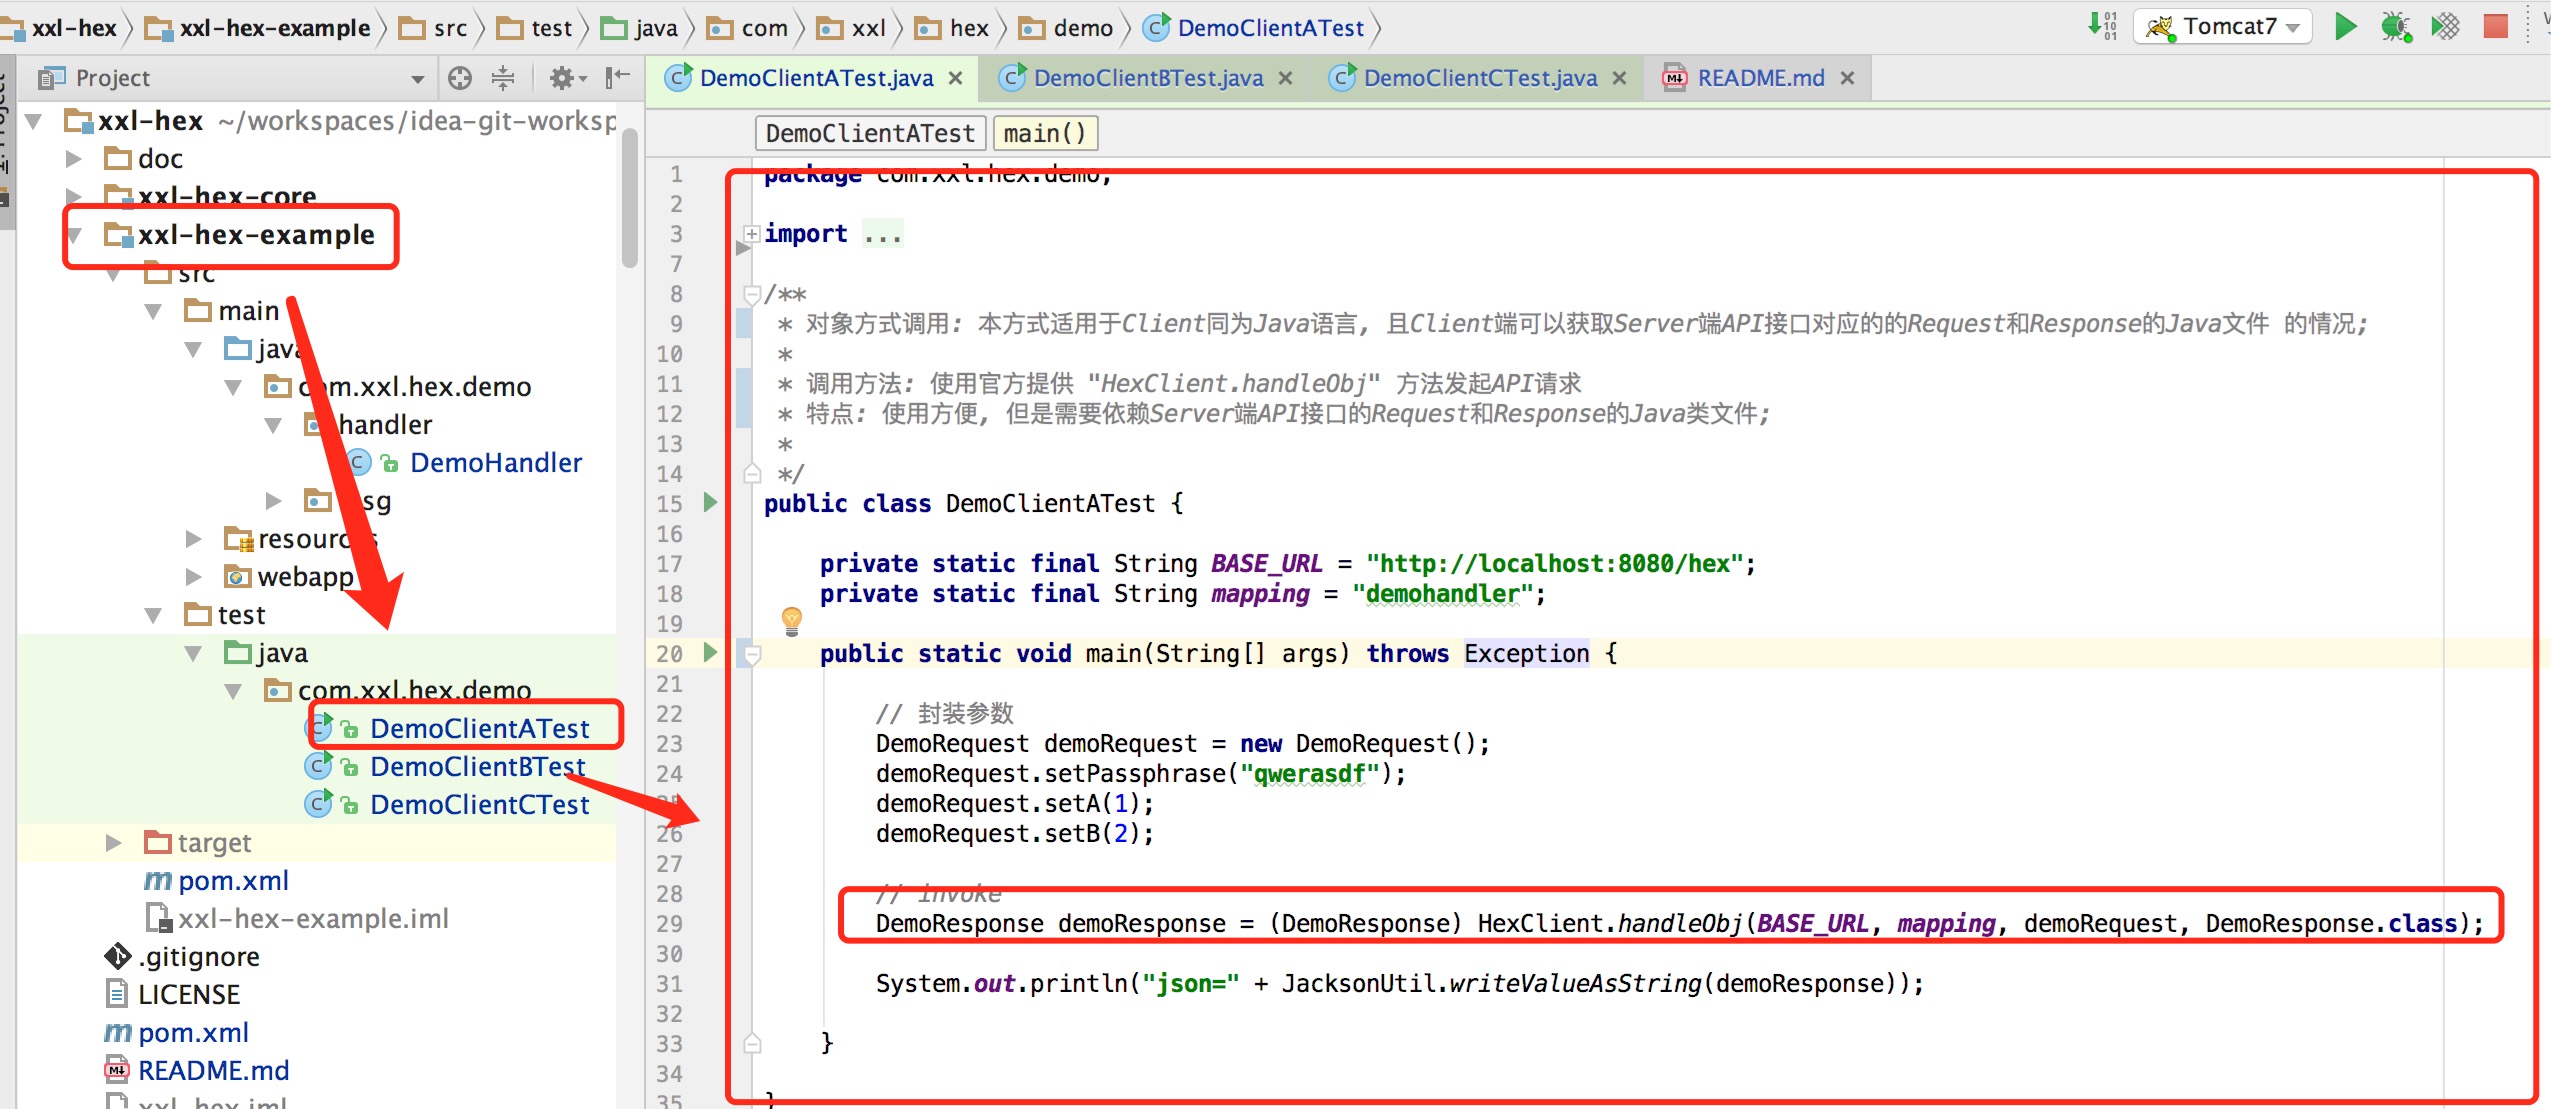 xxl-hex xxl-hex-example src test java com xxl hex demo DemoClientATest
Tomcat7
Project
xxl-hex ~/workspaces/idea-git-worksp
doc
xxl-hex-core
xxl-hex-example
src
main
java
com.xxl.hex.demo
handler
DemoHandler
sg
resources
webapp
test
java
com.xxl.hex.demo
DemoClientATest
DemoClientBTest
DemoClientCTest
target
pom.xml
xxl-hex-example.iml
.gitignore
LICENSE
pom.xml
README.md
xxl-hex.iml
DemoClientATest.java DemoClientBTest.java DemoClientCTest.java README.md
DemoClientATest main()
1 package com.xxl.hex.demo;
2
3 import ...
7
8 /**
9 * 对象方式调用: 本方式适用于Client同为Java语言, 且Client端可以获取Server端API接口对应的的Request和Response的Java文件 的情况;
10 *
11 * 调用方法: 使用官方提供 "HexClient.handleObj" 方法发起API请求
12 * 特点: 使用方便, 但是需要依赖Server端API接口的Request和Response的Java类文件;
13 *
14 */
15 public class DemoClientATest {
16
17 private static final String BASE_URL = "http://localhost:8080/hex";
18 private static final String mapping = "demohandler";
19
20 public static void main(String[] args) throws Exception {
21
22 // 封装参数
23 DemoRequest demoRequest = new DemoRequest();
24 demoRequest.setPassphrase("qwerasdf");
25 demoRequest.setA(1);
26 demoRequest.setB(2);
27
28 // invoke
29 DemoResponse demoResponse = (DemoResponse) HexClient.handleObj(BASE_URL, mapping, demoRequest, DemoResponse.class);
30
31 System.out.println("json=" + JacksonUtil.writeValueAsString(demoResponse));
32
33 }
34
35 }